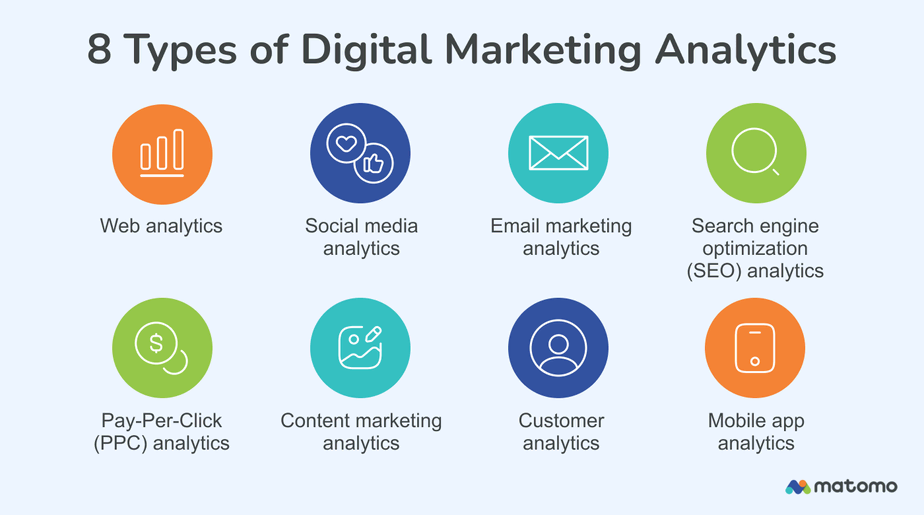 8 Types of Digital Marketing Analytics
Web analytics
Social media
analytics
Email marketing
analytics
Search engine
optimization
(SEO) analytics
$
Pay-Per-Click
(PPC) analytics
Content marketing
analytics
Customer
analytics
Mobile app
analytics
matomo